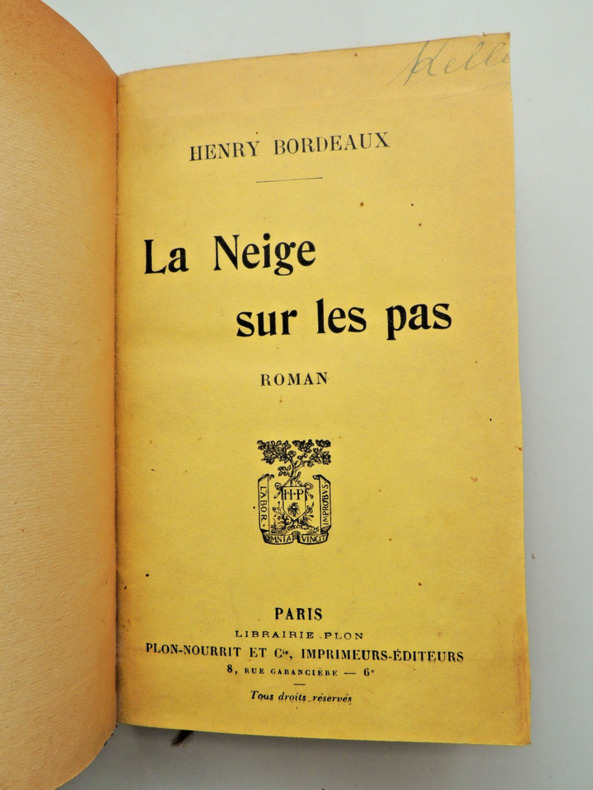 HENRY BORDEAUX
La Neige
sur les pas
ROMAN
LABOR
H·P
IMPROBVS
OMNIA VINCIT
PARIS
LIBRAIRIE PLON
PLON-NOURRIT ET Cie, IMPRIMEURS-ÉDITEURS
8, RUE GARANCIÈRE — 6e
Tous droits réservés